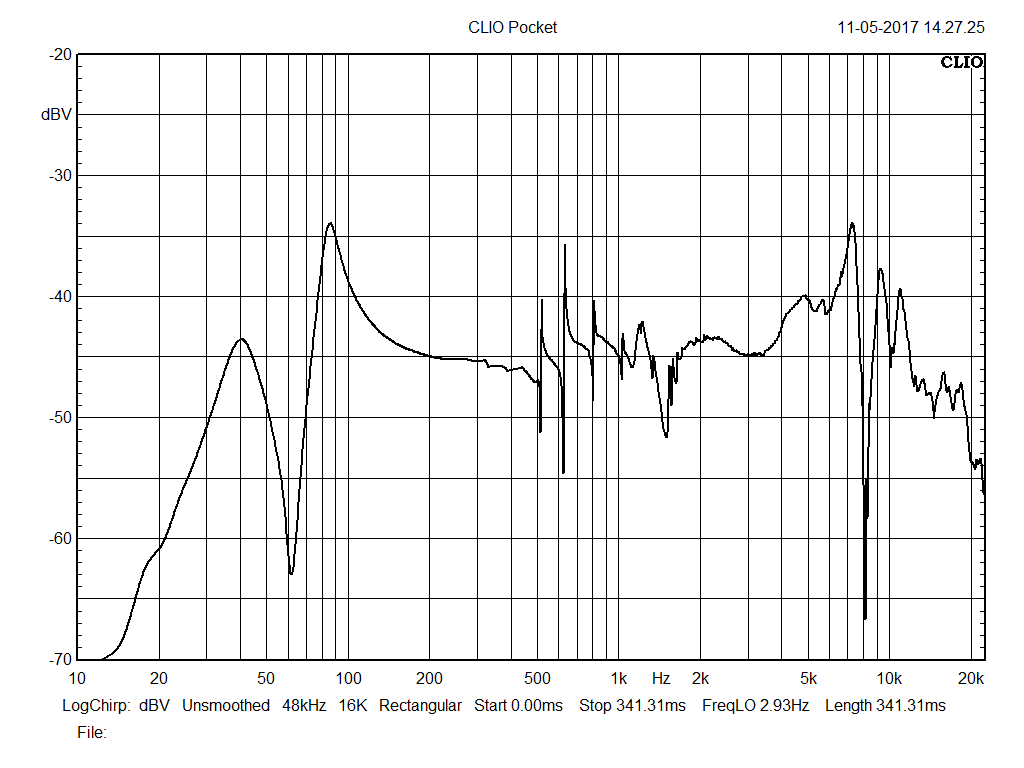 CLIO Pocket 11-05-2017 14.27.25
-20
CLIO
dBV
-30
-40
-50
-60
-70
10 20 50 100 200 500 1k Hz 2k 5k 10k 20k
LogChirp: dBV Unsmoothed 48kHz 16K Rectangular Start 0.00ms Stop 341.31ms FreqLO 2.93Hz Length 341.31ms
File: